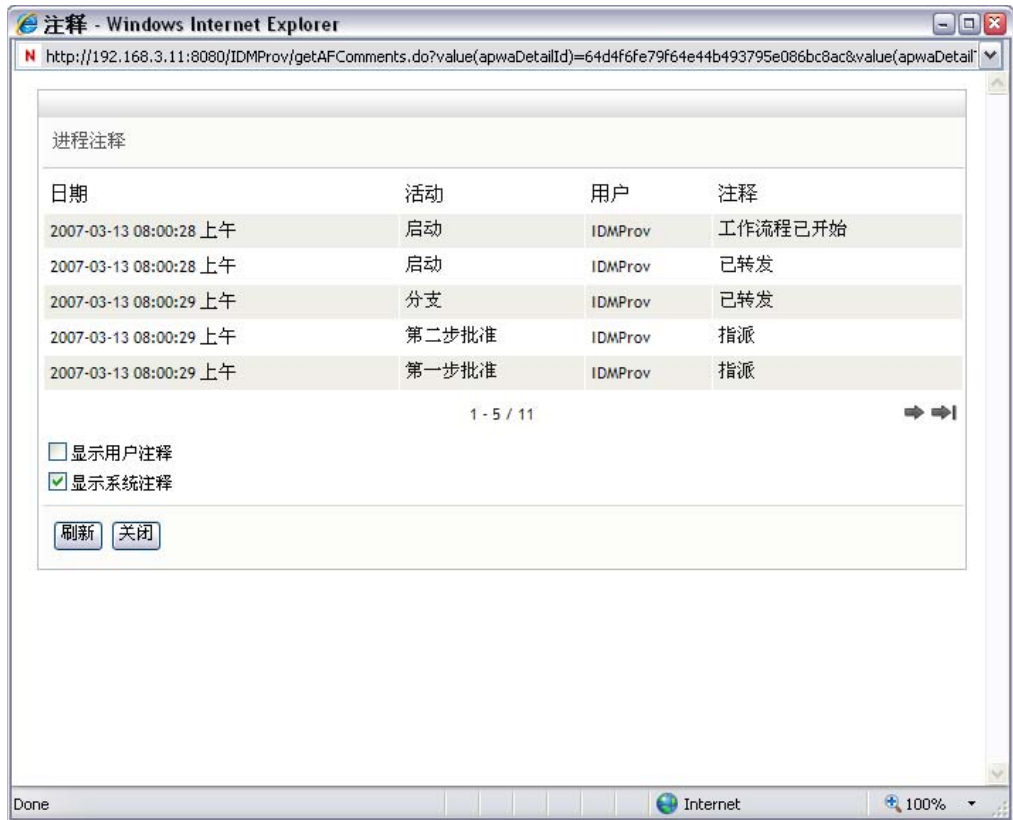 注释 - Windows Internet Explorer
N http://192.168.3.11:8080/IDMProv/getAFComments.do?value(apwaDetailId)=64d4f6fe79f64e44b493795e086bc8ac&value(apwaDetail
进程注释
日期 活动 用户 注释
2007-03-13 08:00:28 上午 启动 IDMProv 工作流程已开始
2007-03-13 08:00:28 上午 启动 IDMProv 已转发
2007-03-13 08:00:29 上午 分支 IDMProv 已转发
2007-03-13 08:00:29 上午 第二步批准 IDMProv 指派
2007-03-13 08:00:29 上午 第一步批准 IDMProv 指派
1 - 5 / 11
显示用户注释
显示系统注释
刷新 关闭
Done Internet 100%